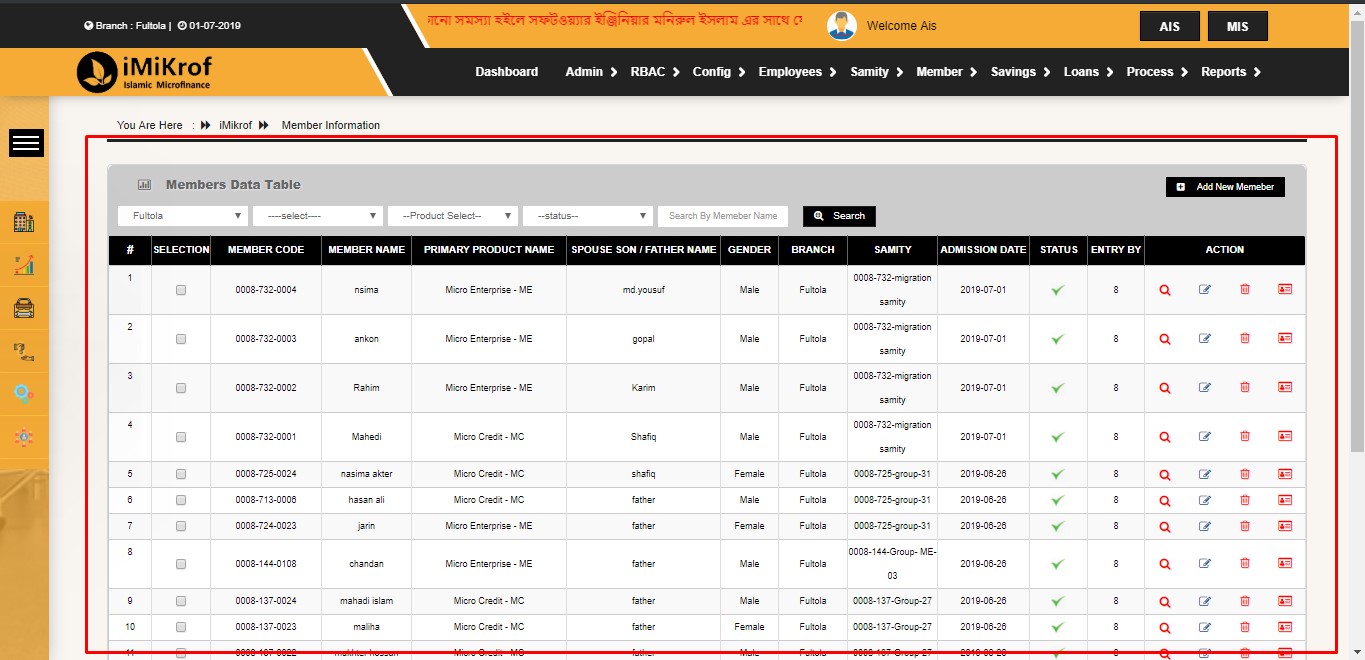 Branch : Fultola | 01-07-2019
সমস্যা হইলে সফটওয়্যার ইঞ্জিনিয়ার মনিরুল ইসলাম এর সাথে
Welcome Ais
AIS
MIS
iMiKrof
Islamic Microfinance
Dashboard Admin RBAC Config Employees Samity Member Savings Loans Process Reports
You Are Here : iMikrof Member Information
Members Data Table
Add New Memeber
Fultola ----select---- --Product Select-- --status-- Search By Memeber Name Search
# SELECTION MEMBER CODE MEMBER NAME PRIMARY PRODUCT NAME SPOUSE SON / FATHER NAME GENDER BRANCH SAMITY ADMISSION DATE STATUS ENTRY BY ACTION
1 0008-732-0004 nsima Micro Enterprise - ME md.yousuf Male Fultola 0008-732-migration samity 2019-07-01 8
2 0008-732-0003 ankon Micro Enterprise - ME gopal Male Fultola 0008-732-migration samity 2019-07-01 8
3 0008-732-0002 Rahim Micro Enterprise - ME Karim Male Fultola 0008-732-migration samity 2019-07-01 8
4 0008-732-0001 Mahedi Micro Credit - MC Shafiq Male Fultola 0008-732-migration samity 2019-07-01 8
5 0008-725-0024 nasima akter Micro Credit - MC shafiq Female Fultola 0008-725-group-31 2019-06-26 8
6 0008-713-0006 hasan ali Micro Credit - MC father Male Fultola 0008-725-group-31 2019-06-26 8
7 0008-724-0023 jarin Micro Enterprise - ME father Female Fultola 0008-725-group-31 2019-06-26 8
8 0008-144-0108 chandan Micro Enterprise - ME father Male Fultola 0008-144-Group- ME-03 2019-06-26 8
9 0008-137-0024 mahadi islam Micro Credit - MC father Male Fultola 0008-137-Group-27 2019-06-26 8
10 0008-137-0023 maliha Micro Credit - MC father Female Fultola 0008-137-Group-27 2019-06-26 8